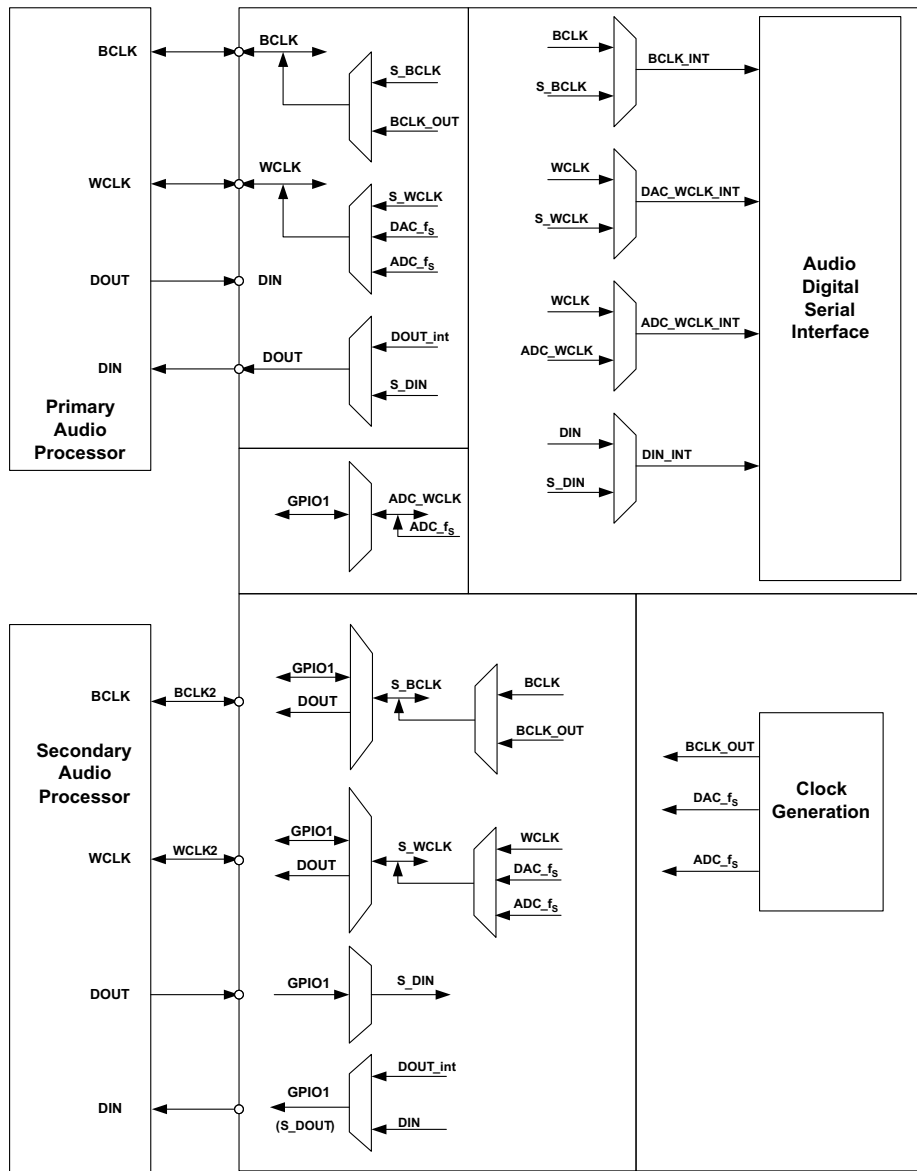 BCLK
WCLK
DOUT
DIN
Primary
Audio
Processor
BCLK
S_BCLK
BCLK_OUT
WCLK
S_WCLK
DAC_fS
ADC_fS
DIN
DOUT
DOUT_int
S_DIN
BCLK
S_BCLK
BCLK_INT
WCLK
S_WCLK
DAC_WCLK_INT
WCLK
ADC_WCLK
ADC_WCLK_INT
DIN
S_DIN
DIN_INT
Audio
Digital
Serial
Interface
GPIO1
ADC_WCLK
ADC_fS
BCLK
Secondary
Audio
Processor
WCLK
DOUT
DIN
BCLK2
WCLK2
GPIO1
DOUT
S_BCLK
BCLK
BCLK_OUT
GPIO1
DOUT
S_WCLK
WCLK
DAC_fS
ADC_fS
GPIO1
S_DIN
GPIO1
(S_DOUT)
DOUT_int
DIN
BCLK_OUT
DAC_fS
ADC_fS
Clock
Generation